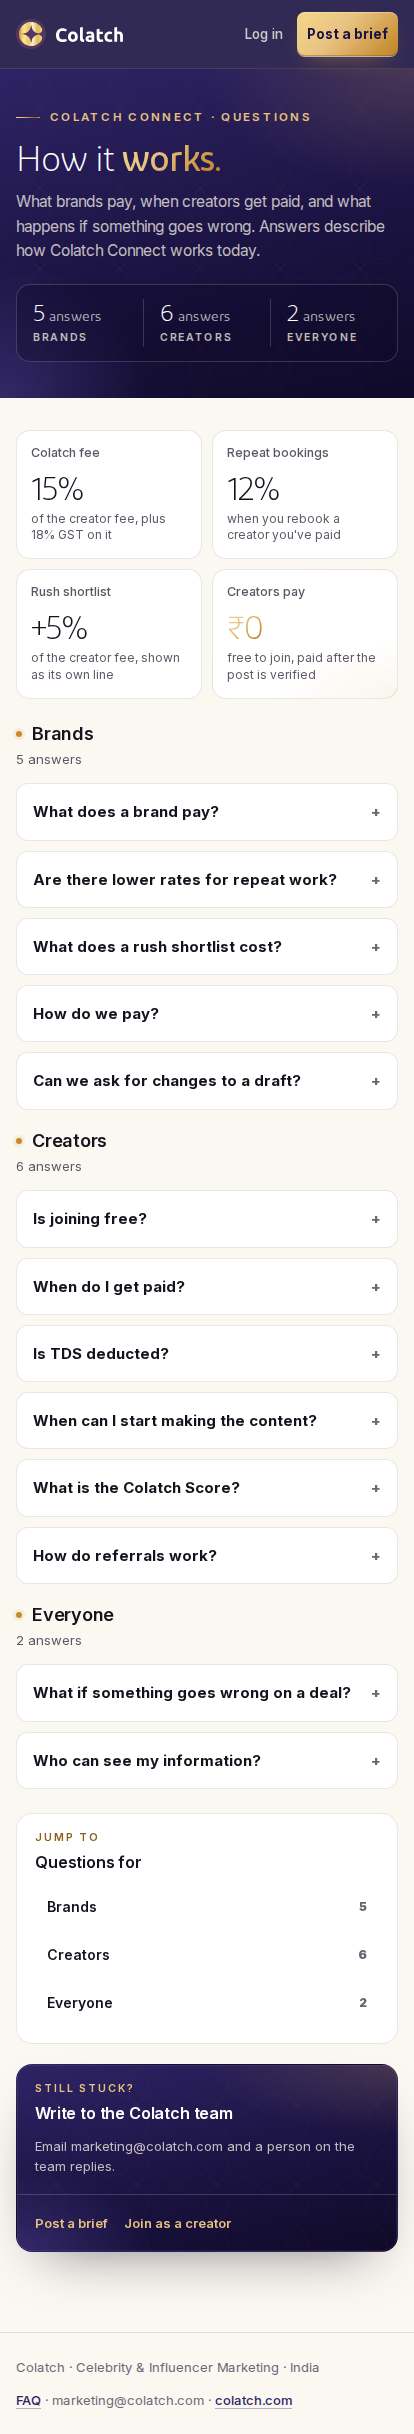 Colatch
Log in
Post a brief
COLATCH CONNECT · QUESTIONS
How it works.
What brands pay, when creators get paid, and what
happens if something goes wrong. Answers describe
how Colatch Connect works today.
5 answers
BRANDS
6 answers
CREATORS
2 answers
EVERYONE
Colatch fee
15%
of the creator fee, plus
18% GST on it
Repeat bookings
12%
when you rebook a
creator you've paid
Rush shortlist
+5%
of the creator fee, shown
as its own line
Creators pay
₹0
free to join, paid after the
post is verified
Brands
5 answers
What does a brand pay? +
Are there lower rates for repeat work? +
What does a rush shortlist cost? +
How do we pay? +
Can we ask for changes to a draft? +
Creators
6 answers
Is joining free? +
When do I get paid? +
Is TDS deducted? +
When can I start making the content? +
What is the Colatch Score? +
How do referrals work? +
Everyone
2 answers
What if something goes wrong on a deal? +
Who can see my information? +
JUMP TO
Questions for
Brands 5
Creators 6
Everyone 2
STILL STUCK?
Write to the Colatch team
Email marketing@colatch.com and a person on the
team replies.
Post a brief Join as a creator
Colatch · Celebrity & Influencer Marketing · India
FAQ · marketing@colatch.com · colatch.com